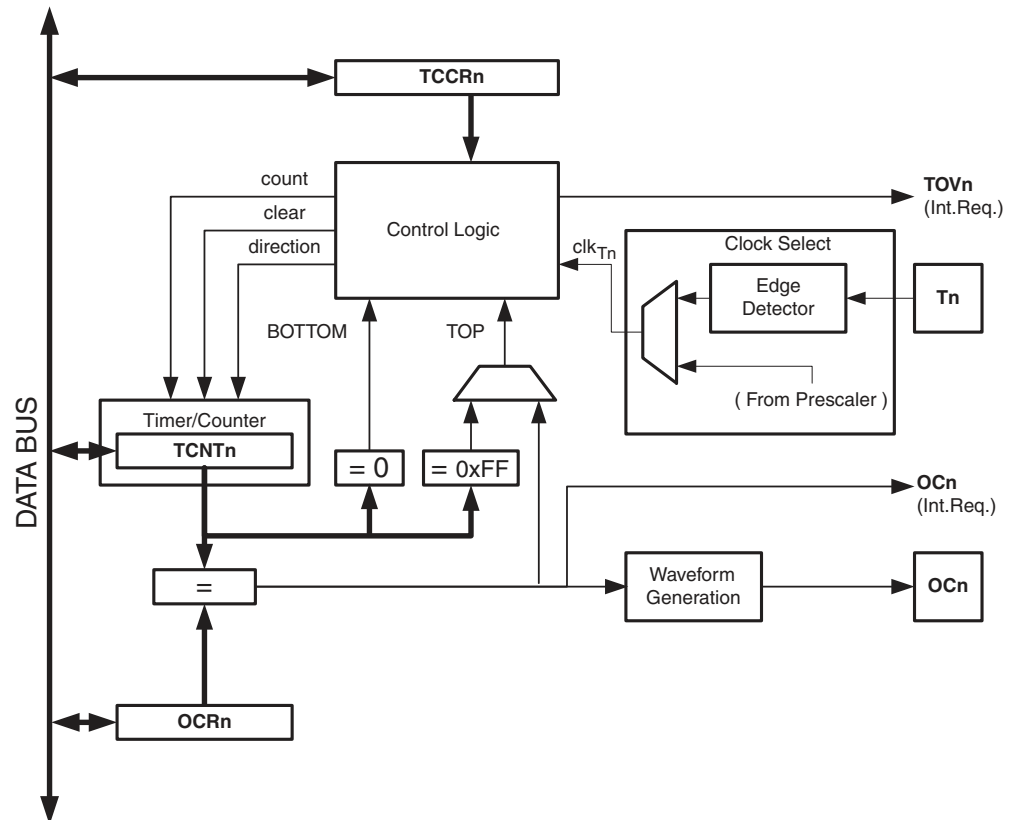 TCCRn
count
clear
direction
Control Logic
TOVn
(Int.Req.)
clkTn
Clock Select
Edge
Detector
Tn
( From Prescaler )
BOTTOM
TOP
Timer/Counter
TCNTn
= 0
= 0xFF
DATA BUS
OCn
(Int.Req.)
=
Waveform
Generation
OCn
OCRn